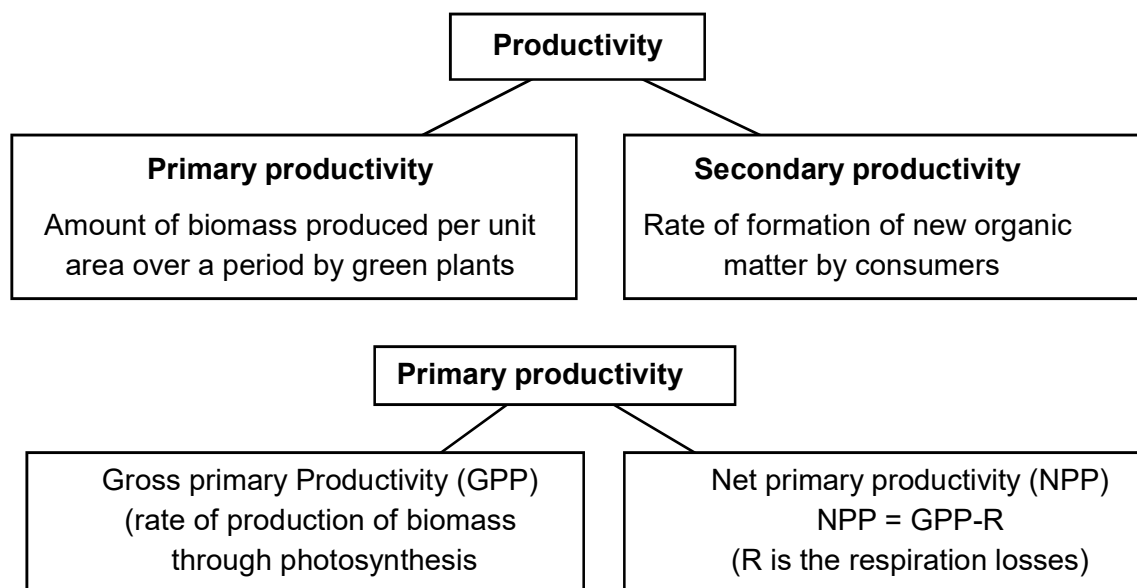 Productivity
Primary productivity
Amount of biomass produced per unit
area over a period by green plants
Secondary productivity
Rate of formation of new organic
matter by consumers
Primary productivity
Gross primary Productivity (GPP)
(rate of production of biomass
through photosynthesis
Net primary productivity (NPP)
NPP = GPP-R
(R is the respiration losses)